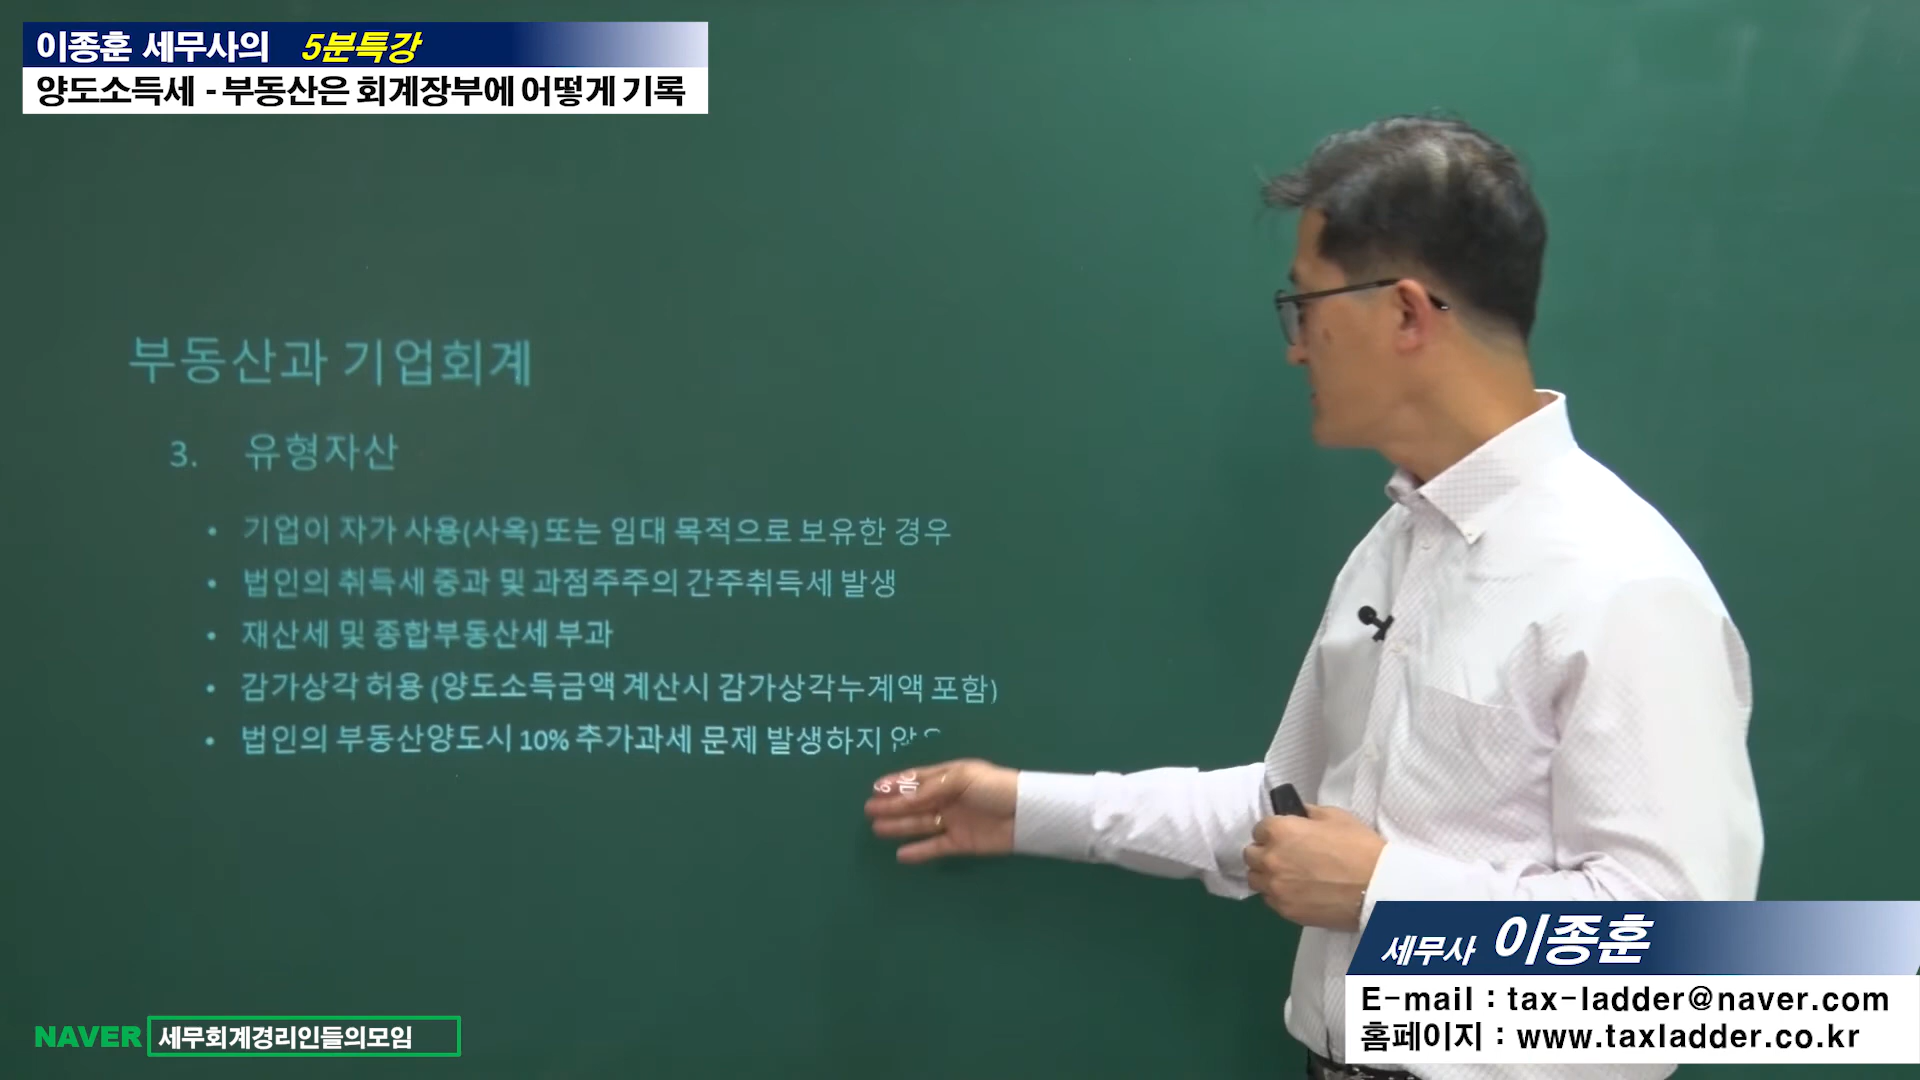 이종훈 세무사의 5분특강
양도소득세 - 부동산은 회계장부에 어떻게 기록
부동산과 기업회계
3. 유형자산
• 기업이 자가 사용(사옥) 또는 임대 목적으로 보유한 경우
• 법인의 취득세 중과 및 과점주주의 간주취득세 발생
• 재산세 및 종합부동산세 부과
• 감가상각 허용 (양도소득금액 계산시 감가상각누계액 포함)
• 법인의 부동산양도시 10% 추가과세 문제 발생하지 않음
세무사 이종훈
E-mail : tax-ladder@naver.com
홈페이지 : www.taxladder.co.kr
NAVER 세무회계경리인들의모임